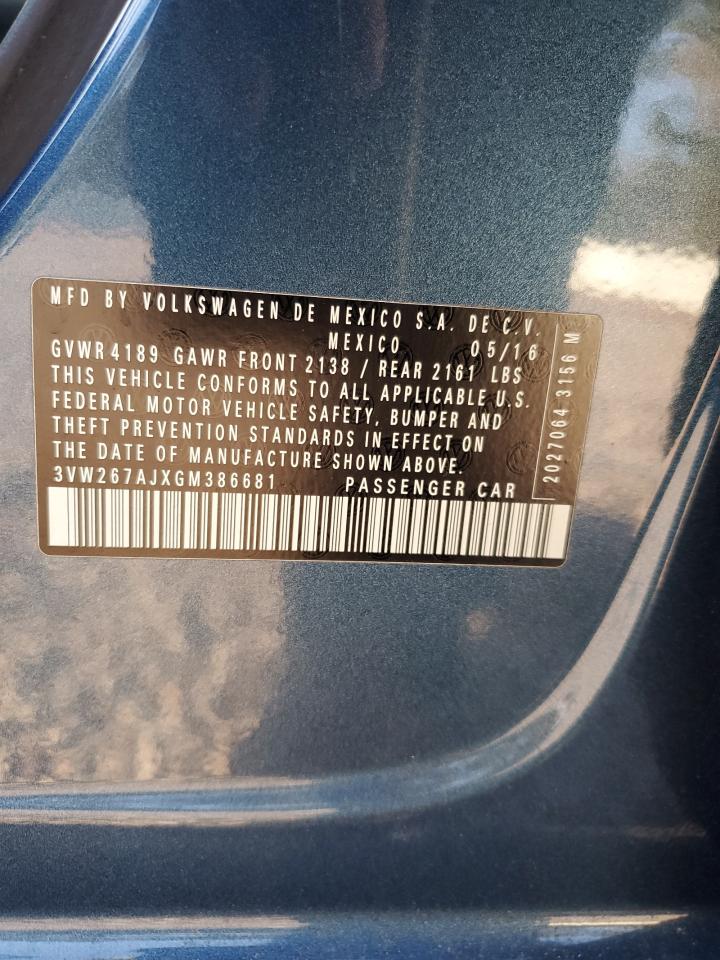 MFD BY VOLKSWAGEN DE MEXICO S.A. DE C.V.
MEXICO 05/16
GVWR 4189 GAWR FRONT 2138 / REAR 2161 LBS
THIS VEHICLE CONFORMS TO ALL APPLICABLE U.S.
FEDERAL MOTOR VEHICLE SAFETY, BUMPER AND
THEFT PREVENTION STANDARDS IN EFFECT ON
THE DATE OF MANUFACTURE SHOWN ABOVE.
3VW267AJXGM386681 PASSENGER CAR
2027064 3156 M